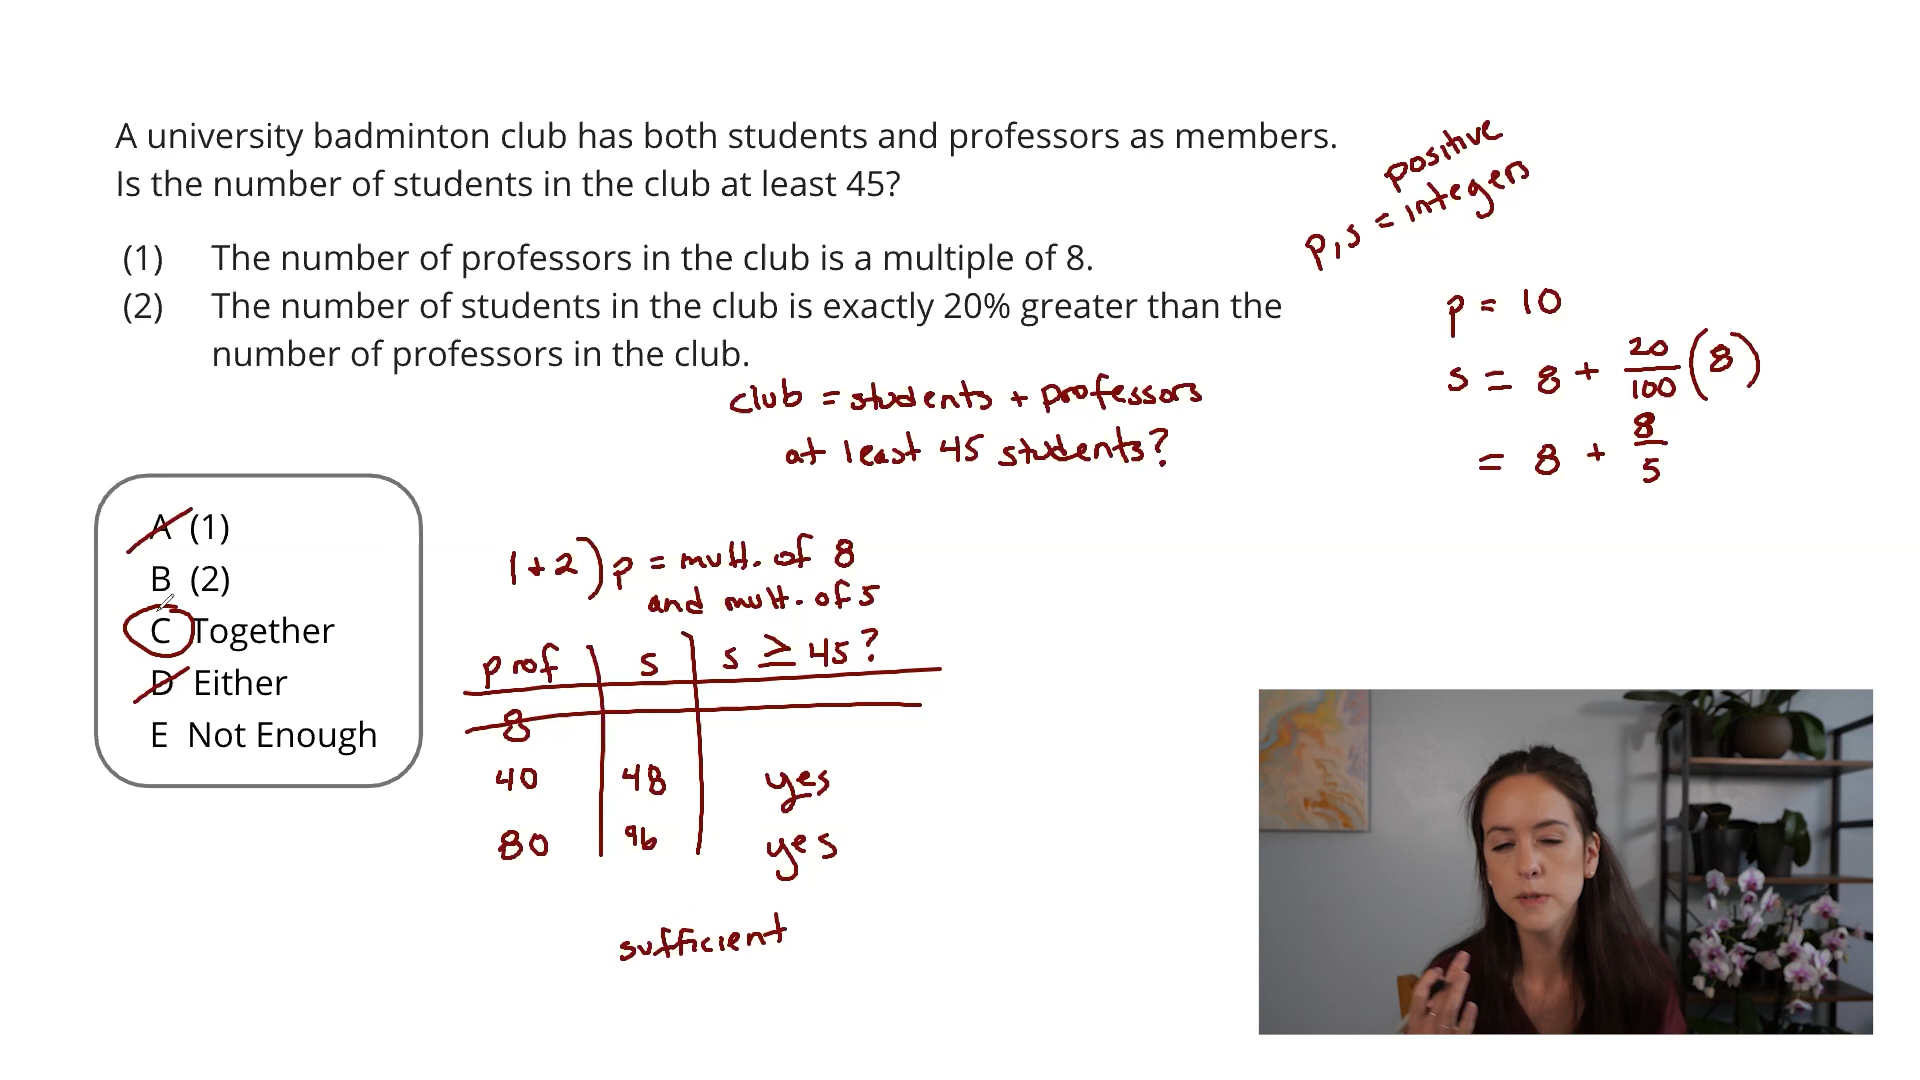 A university badminton club has both students and professors as members.
Is the number of students in the club at least 45?
(1) The number of professors in the club is a multiple of 8.
(2) The number of students in the club is exactly 20% greater than the
number of professors in the club.
positive
p,s = integers
p = 10
s = 8 + 20/100 (8)
= 8 + 8/5
club = students + professors
at least 45 students?
A (1)
B (2)
C Together
D Either
E Not Enough
1+2) p = mult. of 8
and mult. of 5
prof s s ≥ 45?
8
40 48 yes
80 96 yes
sufficient